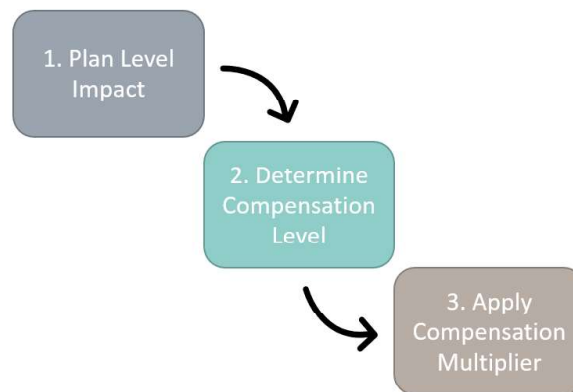 1. Plan Level
Impact
2. Determine
Compensation
Level
3. Apply
Compensation
Multiplier